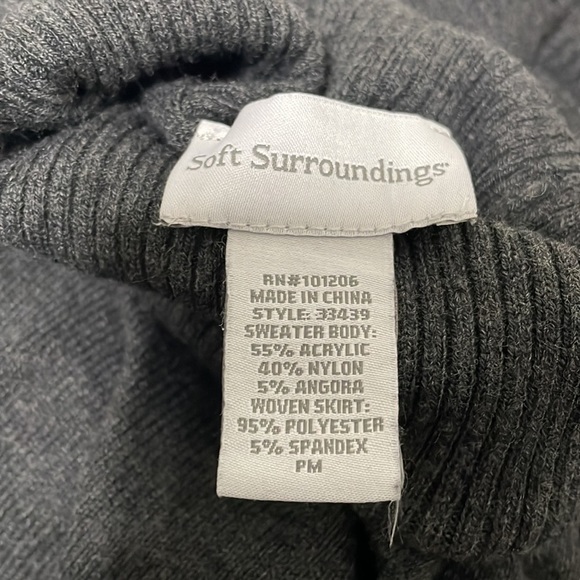 Soft Surroundings
RN#101206
MADE IN CHINA
STYLE: 33439
SWEATER BODY:
55% ACRYLIC
40% NYLON
5% ANGORA
WOVEN SKIRT:
95% POLYESTER
5% SPANDEX
PM